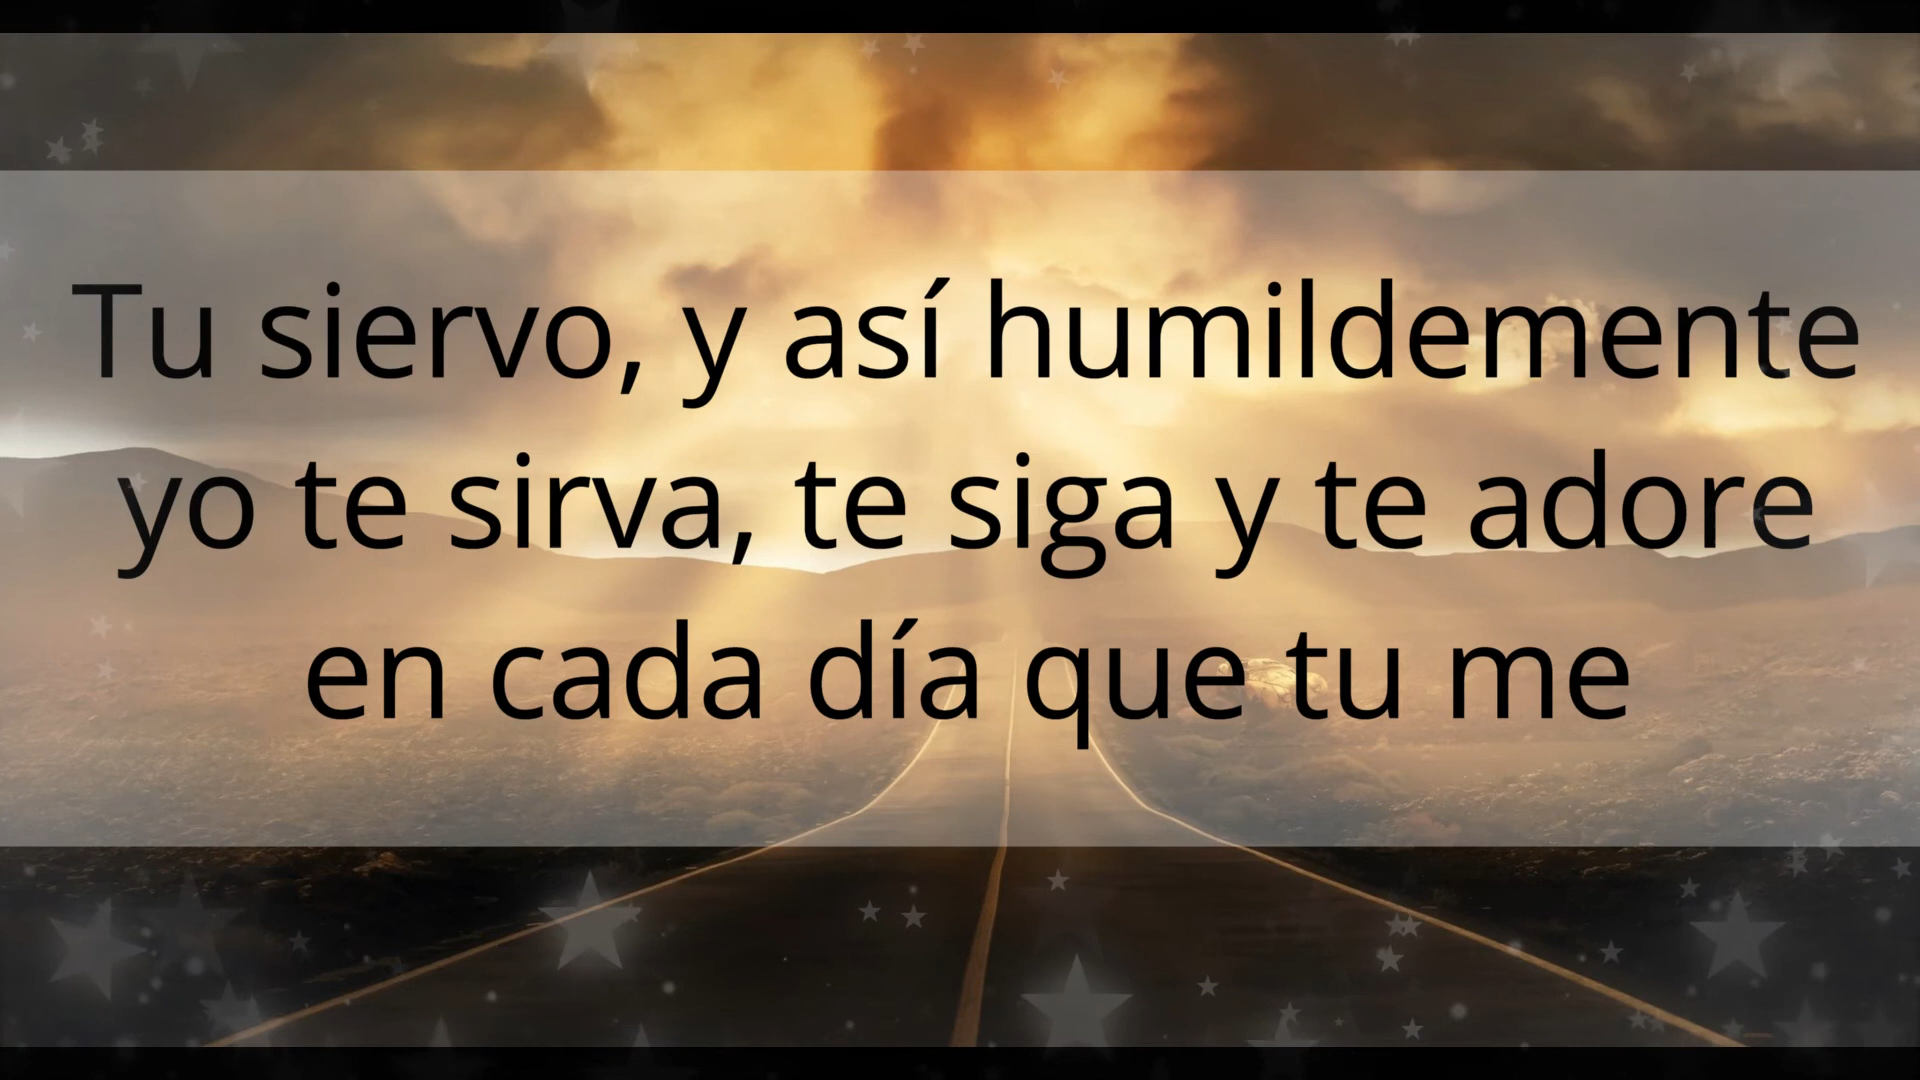 Tu siervo, y así humildemente
yo te sirva, te siga y te adore
en cada día que tu me